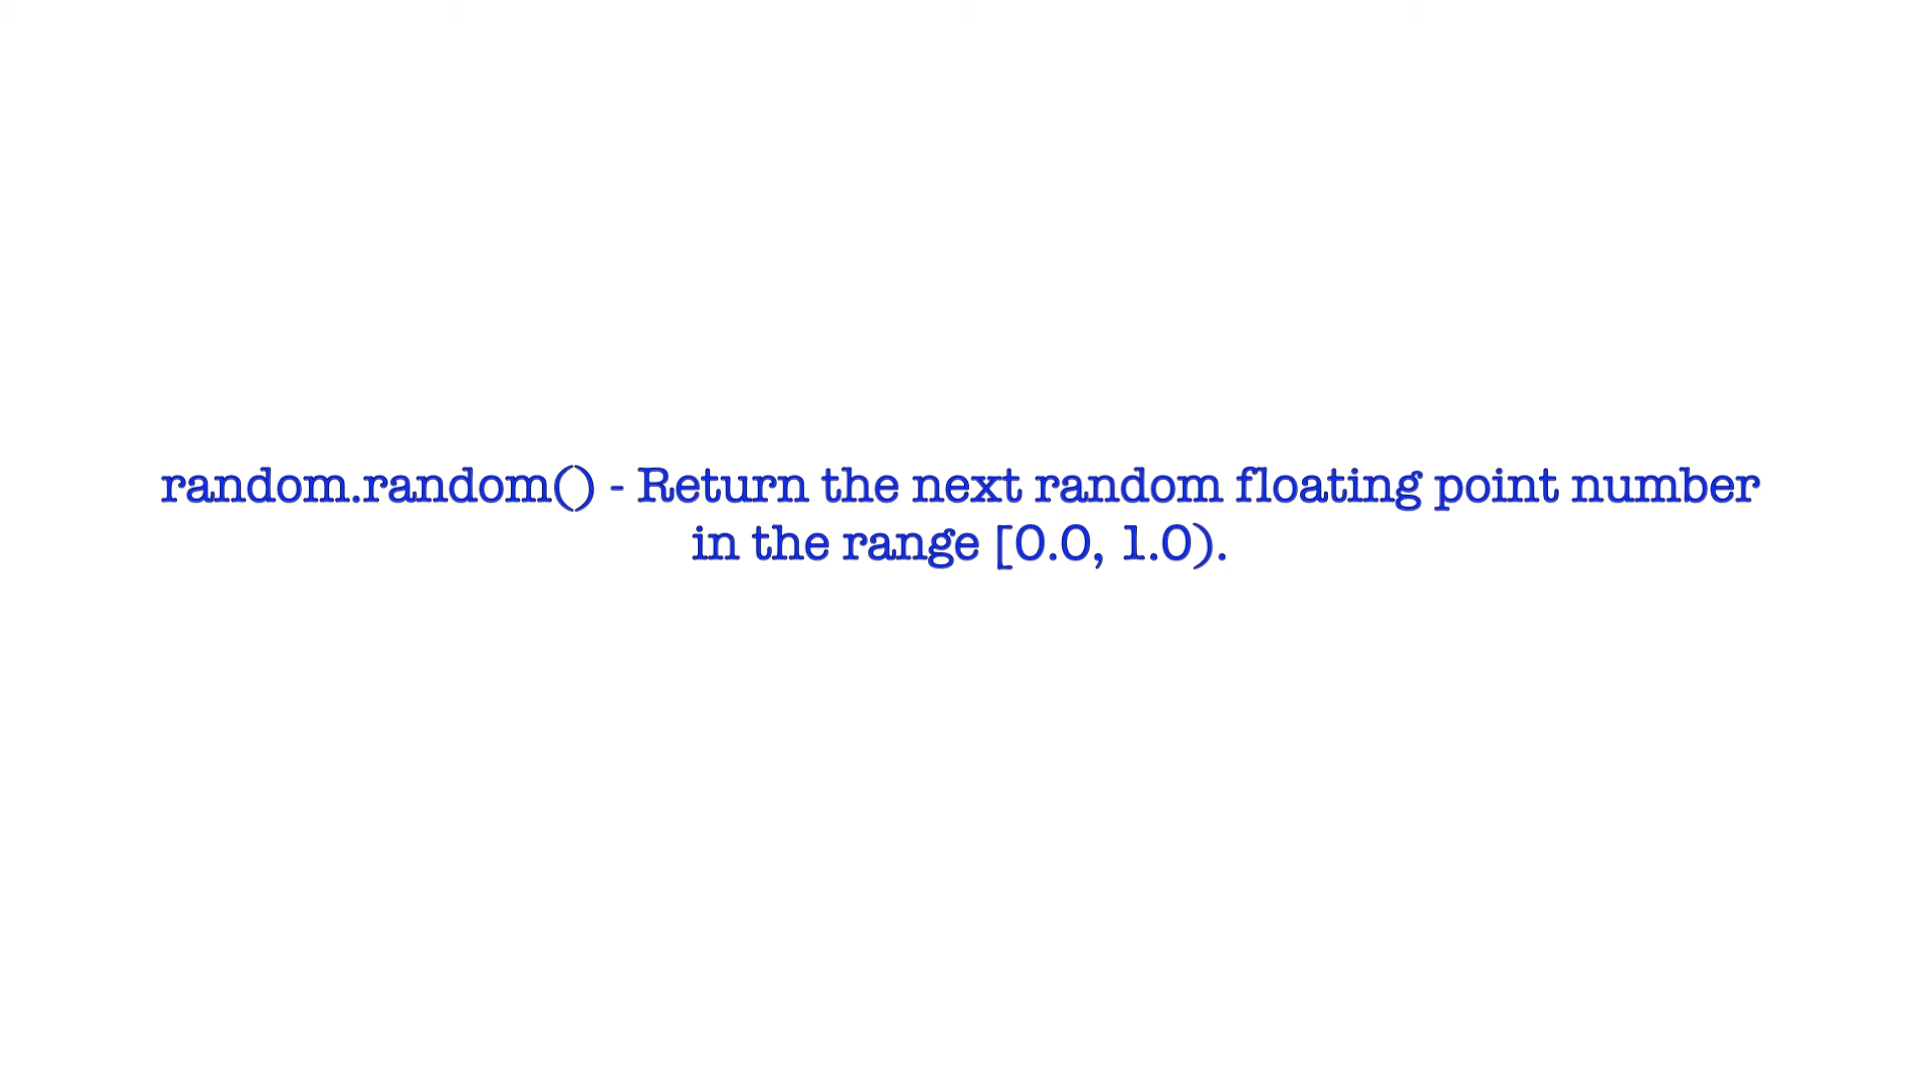 random.random() - Return the next random floating point number
in the range [0.0, 1.0).